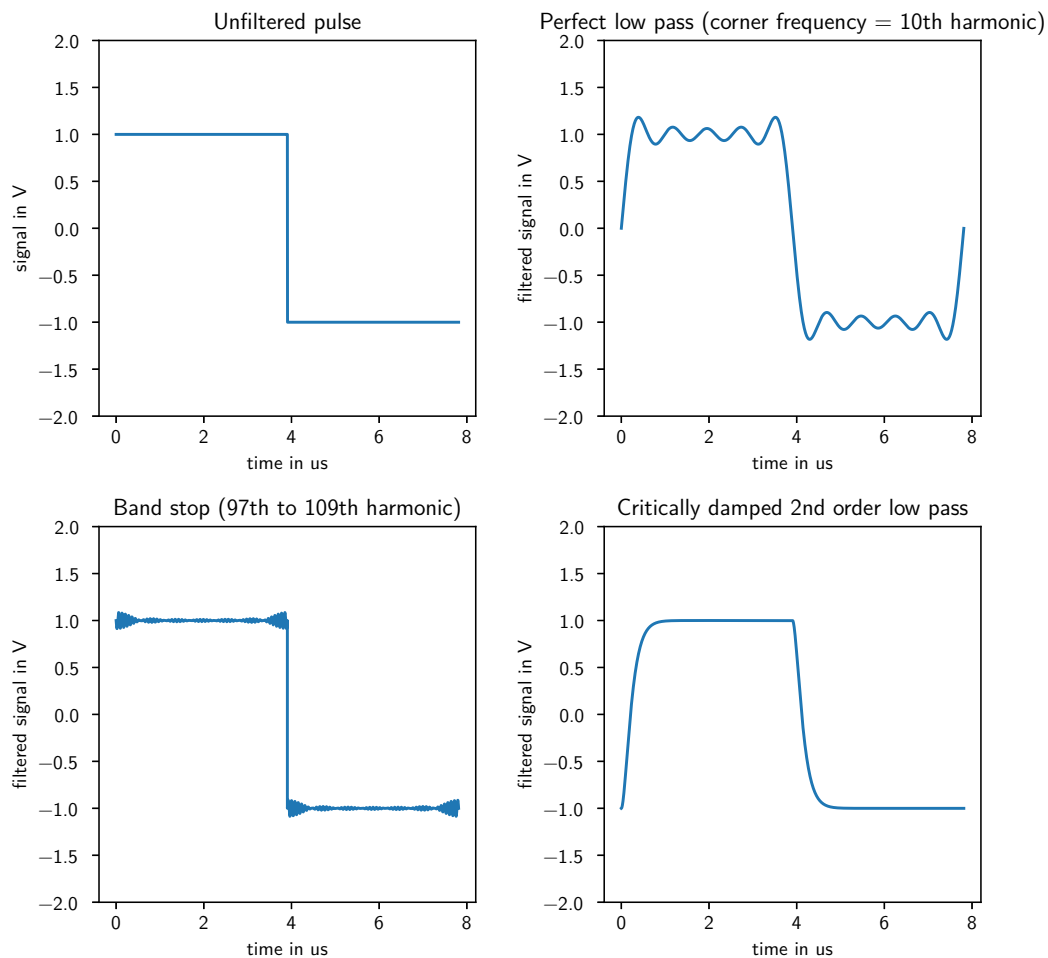 Unfiltered pulse
2.0
1.5
1.0
0.5
0.0
−0.5
−1.0
−1.5
−2.0
signal in V
0 2 4 6 8
time in us
Perfect low pass (corner frequency = 10th harmonic)
2.0
1.5
1.0
0.5
0.0
−0.5
−1.0
−1.5
−2.0
filtered signal in V
0 2 4 6 8
time in us
Band stop (97th to 109th harmonic)
2.0
1.5
1.0
0.5
0.0
−0.5
−1.0
−1.5
−2.0
filtered signal in V
0 2 4 6 8
time in us
Critically damped 2nd order low pass
2.0
1.5
1.0
0.5
0.0
−0.5
−1.0
−1.5
−2.0
filtered signal in V
0 2 4 6 8
time in us